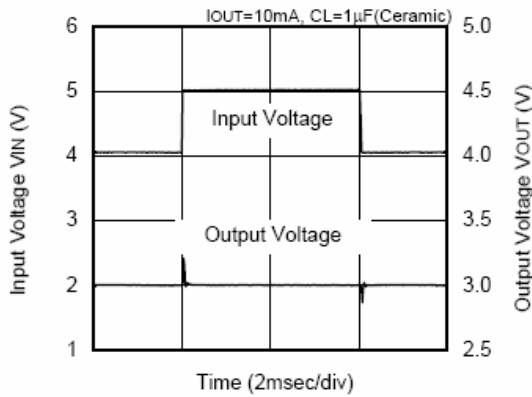 IOUT=10mA, CL=1µF(Ceramic)
6
5
4
3
2
1
Input Voltage VIN (V)
Input Voltage
Output Voltage
5.0
4.5
4.0
3.5
3.0
2.5
Output Voltage VOUT (V)
Time (2msec/div)